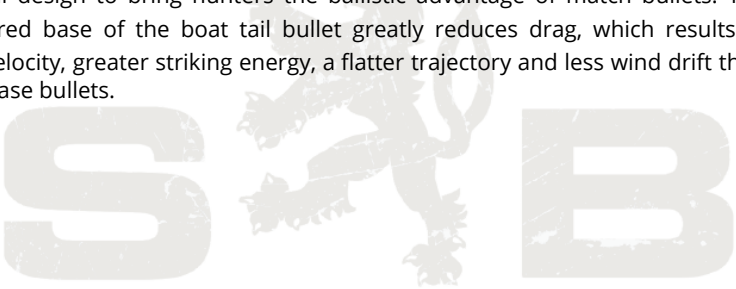 design to bring hunters the ballistic advantage of match bullets.
red base of the boat tail bullet greatly reduces drag, which results
elocity, greater striking energy, a flatter trajectory and less wind drift th
ase bullets.
S B